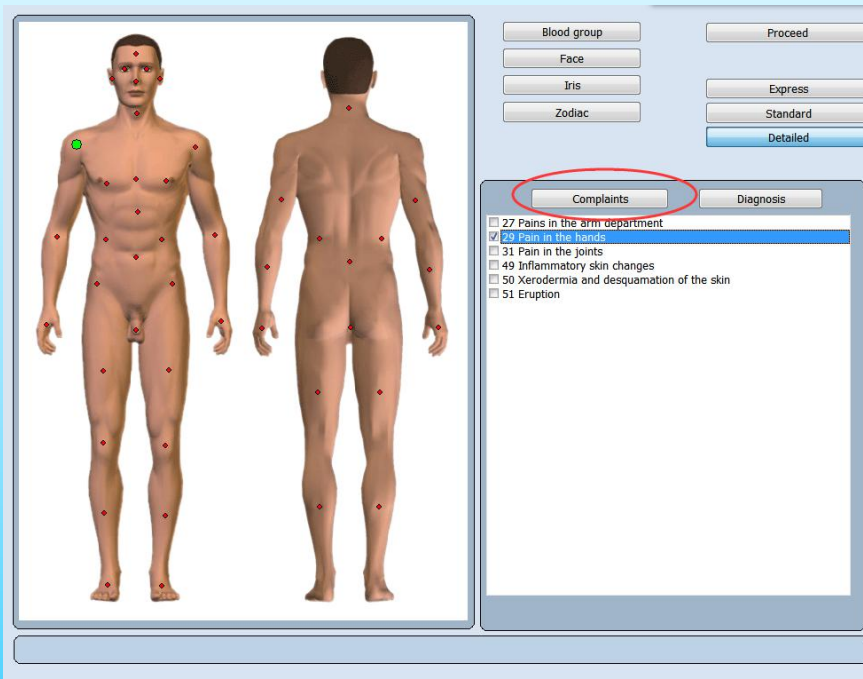 Blood group
Proceed
Face
Iris
Express
Zodiac
Standard
Detailed
Complaints
Diagnosis
27 Pains in the arm department
29 Pain in the hands
31 Pain in the joints
49 Inflammatory skin changes
50 Xerodermia and desquamation of the skin
51 Eruption